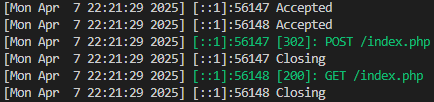 [Mon Apr  7 22:21:29 2025] [::1]:56147 Accepted
[Mon Apr  7 22:21:29 2025] [::1]:56148 Accepted
[Mon Apr  7 22:21:29 2025] [::1]:56147 [302]: POST /index.php
[Mon Apr  7 22:21:29 2025] [::1]:56147 Closing
[Mon Apr  7 22:21:29 2025] [::1]:56148 [200]: GET /index.php
[Mon Apr  7 22:21:29 2025] [::1]:56148 Closing